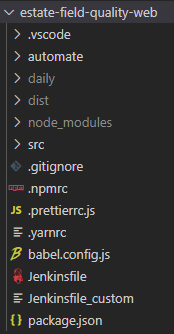 estate-field-quality-web
.vscode
automate
daily
dist
node_modules
src
.gitignore
.npmrc
JS .prettierrc.js
.yarnrc
babel.config.js
Jenkinsfile
Jenkinsfile_custom
{} package.json